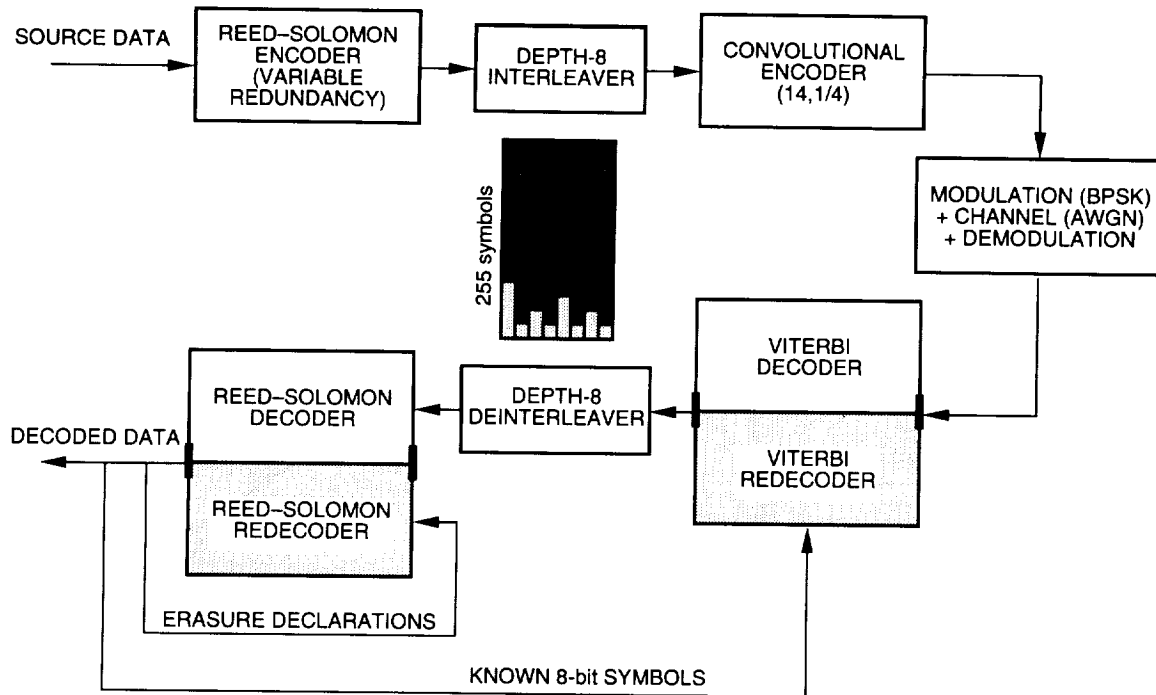 SOURCE DATA
REED–SOLOMON
ENCODER
(VARIABLE
REDUNDANCY)
DEPTH-8
INTERLEAVER
CONVOLUTIONAL
ENCODER
(14,1/4)
MODULATION (BPSK)
+ CHANNEL (AWGN)
+ DEMODULATION
255 symbols
VITERBI
DECODER
VITERBI
REDECODER
DEPTH-8
DEINTERLEAVER
REED–SOLOMON
DECODER
REED–SOLOMON
REDECODER
DECODED DATA
ERASURE DECLARATIONS
KNOWN 8-bit SYMBOLS